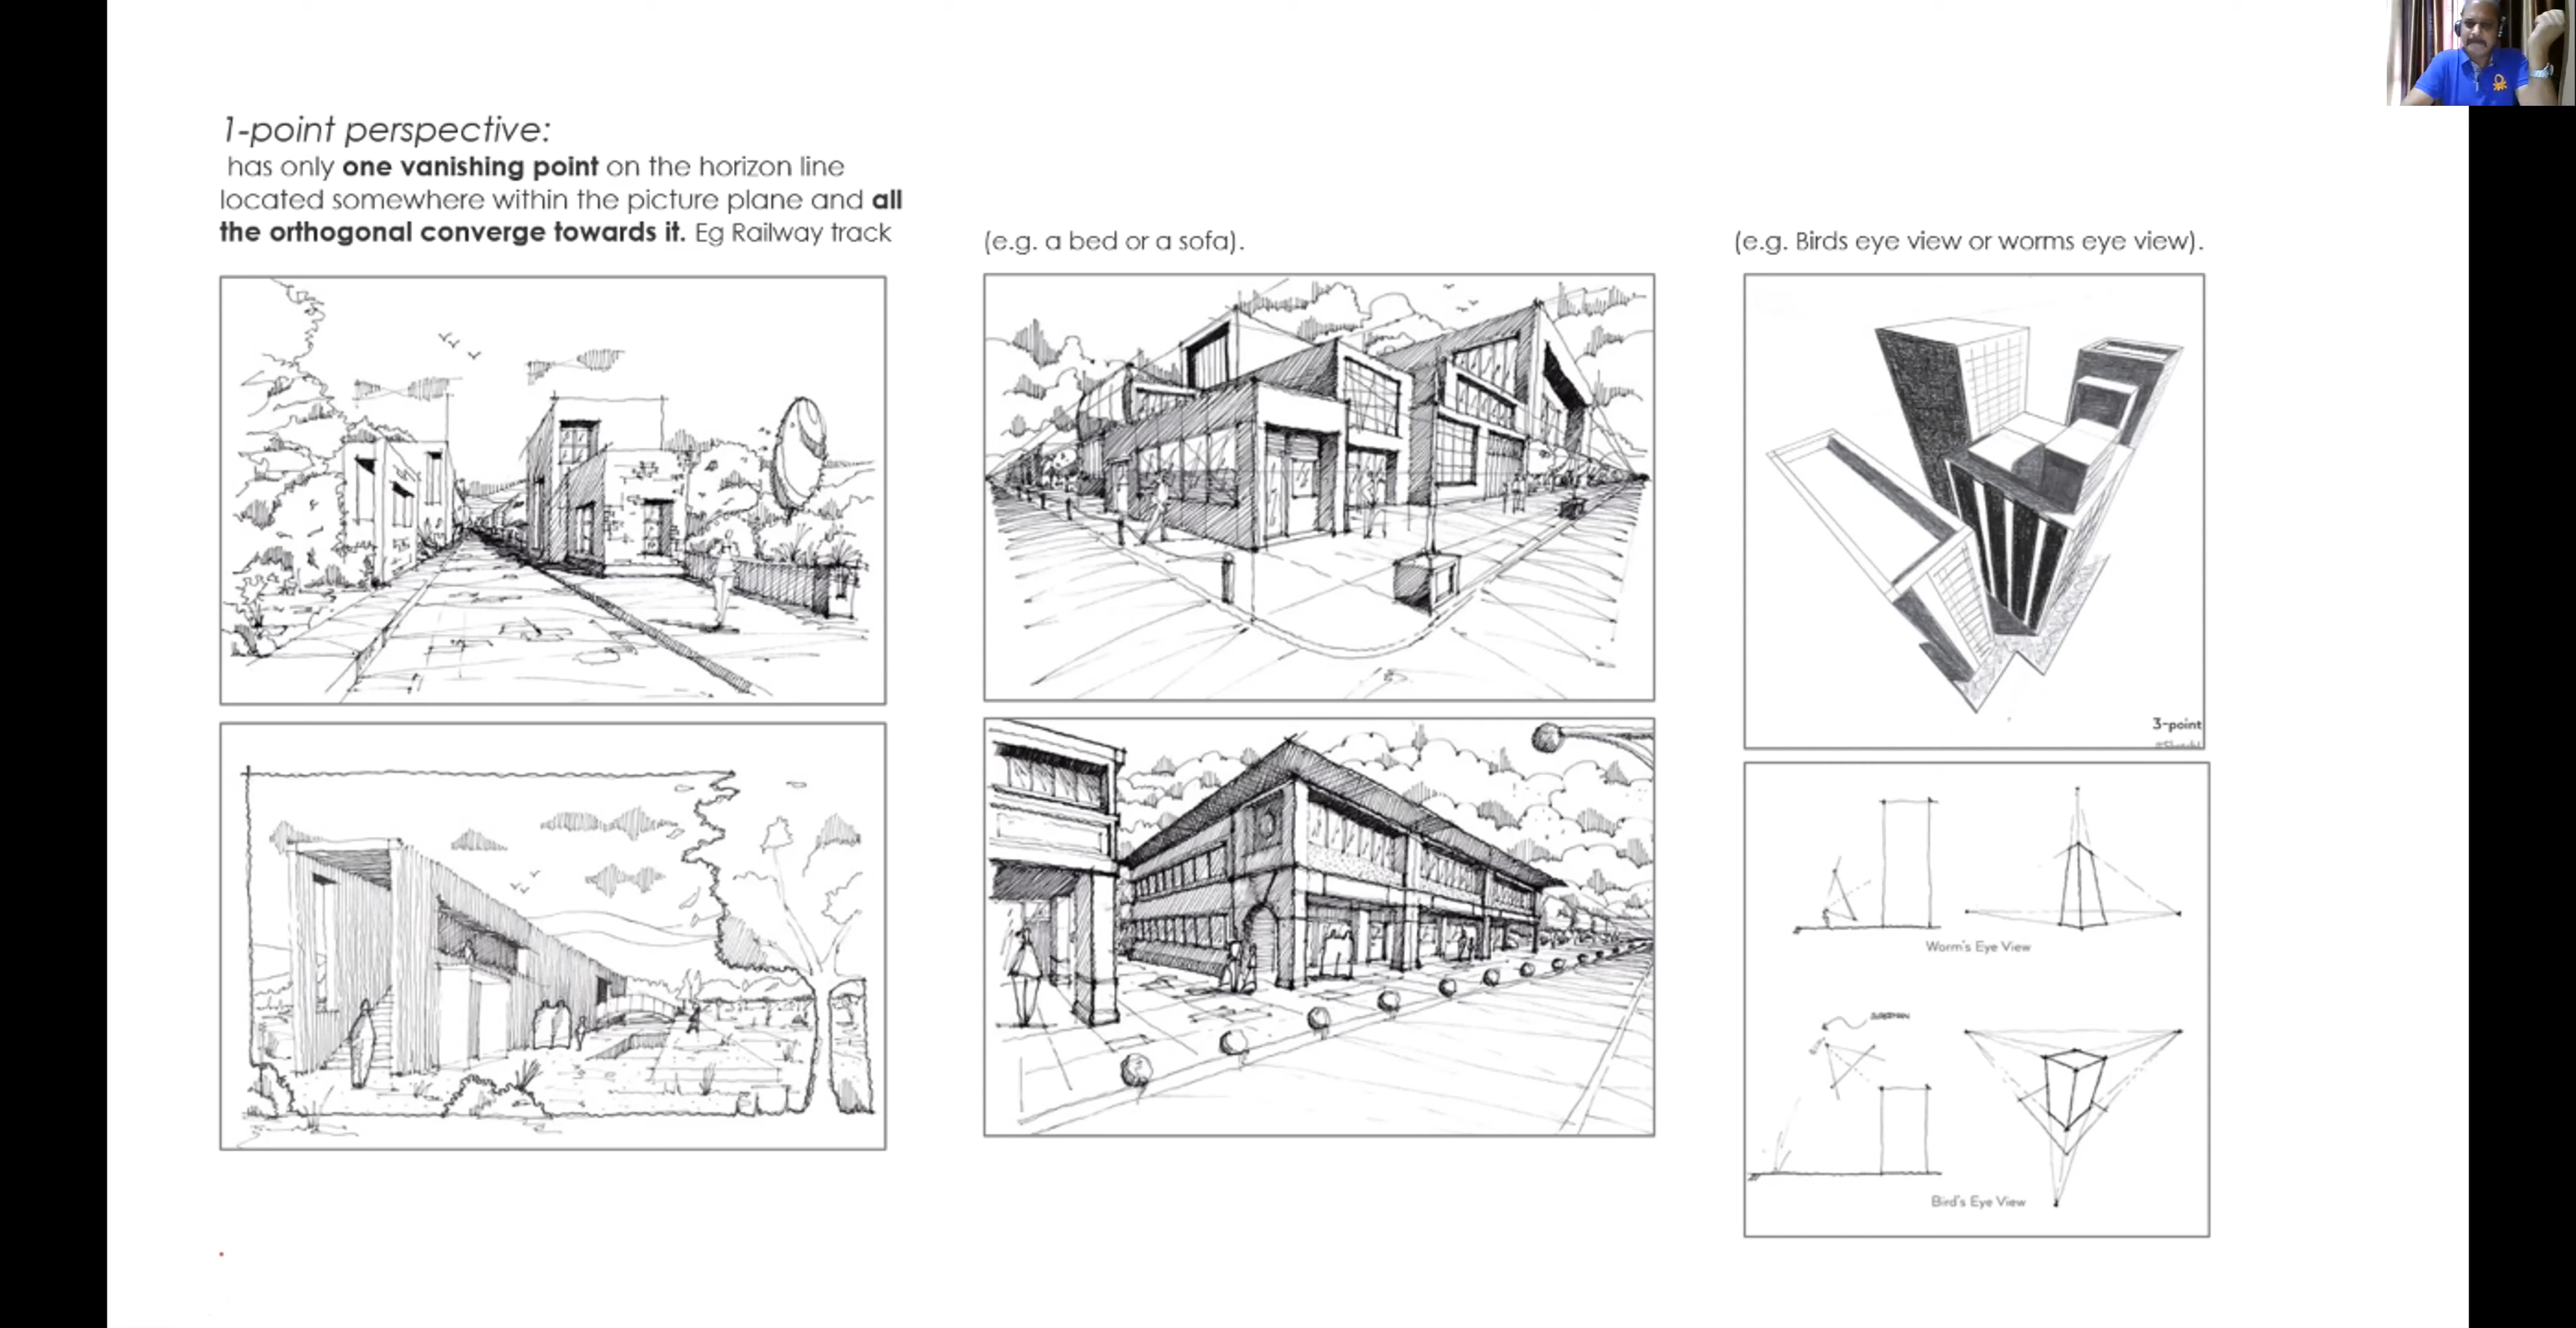 1-point perspective:
has only one vanishing point on the horizon line
located somewhere within the picture plane and all
the orthogonal converge towards it. Eg Railway track
(e.g. a bed or a sofa).
(e.g. Birds eye view or worms eye view).
3-point
Worm's Eye View
SUPERMAN
Bird's Eye View